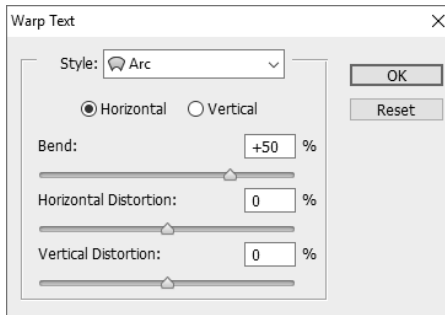 Warp Text
Style: Arc
OK
Horizontal Vertical
Reset
Bend: +50 %
Horizontal Distortion: 0 %
Vertical Distortion: 0 %